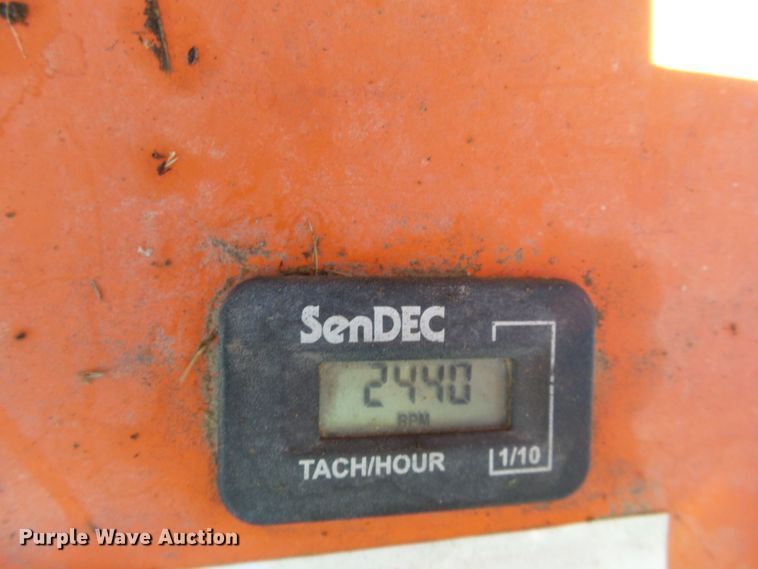 SenDEC
2440
RPM
TACH/HOUR
1/10
Purple Wave Auction